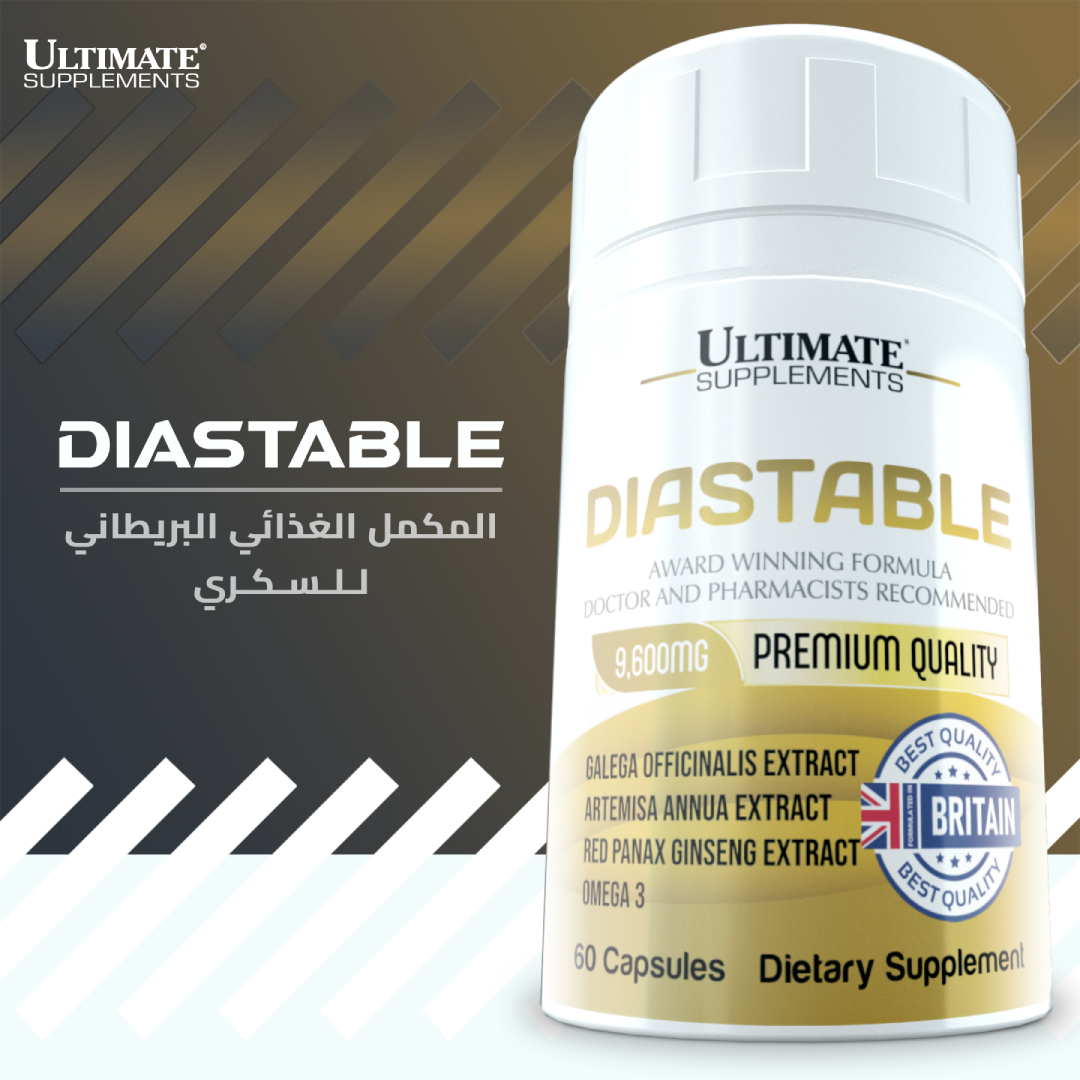 ULTIMATE®
SUPPLEMENTS
DIASTABLE
المكمل الغذائي البريطاني
للسكري
ULTIMATE®
SUPPLEMENTS
DIASTABLE
AWARD WINNING FORMULA
DOCTOR AND PHARMACISTS RECOMMENDED
9,600MG PREMIUM QUALITY
GALEGA OFFICINALIS EXTRACT
ARTEMISA ANNUA EXTRACT
RED PANAX GINSENG EXTRACT
OMEGA 3
BEST QUALITY
FORMULATED IN
BRITAIN
BEST QUALITY
60 Capsules Dietary Supplement